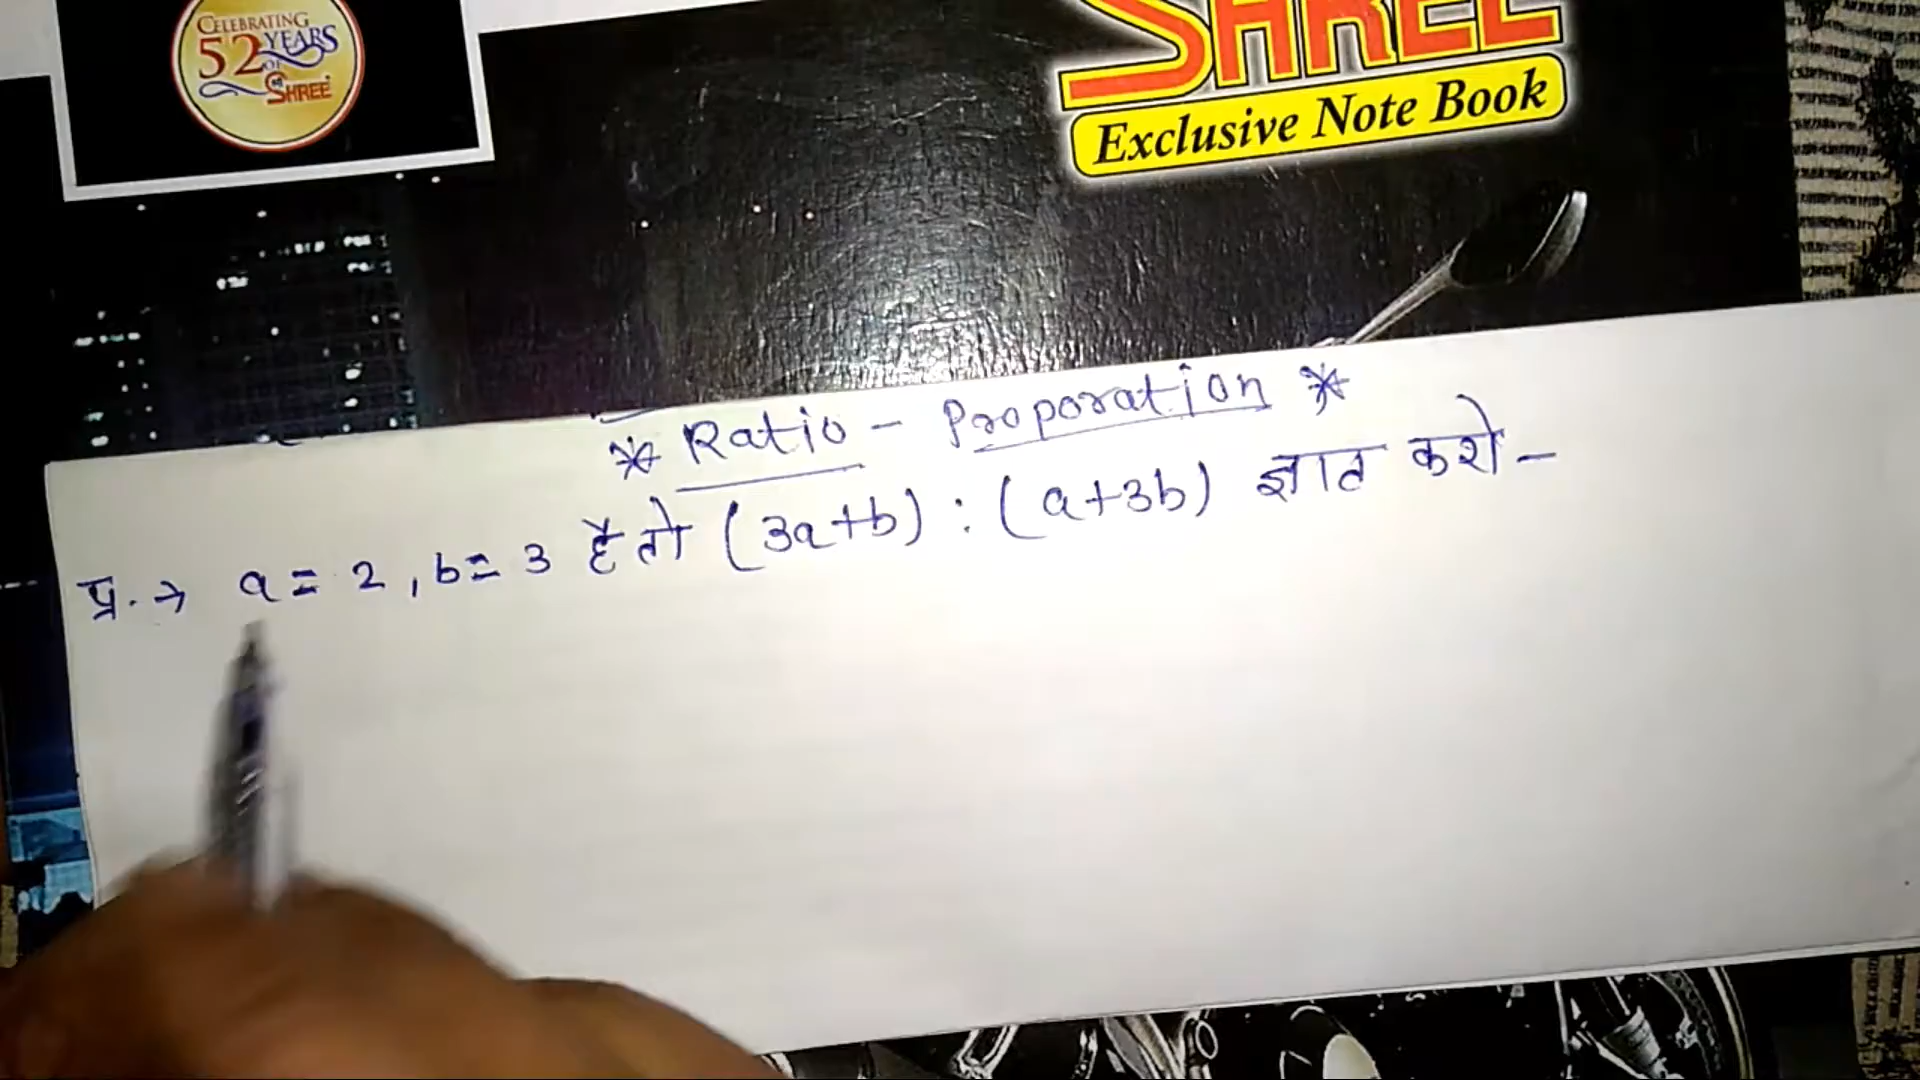 CELEBRATING
52 YEARS
OF
SHREE
SHREE
Exclusive Note Book
* Ratio - Proporation *
प्र. → a = 2 , b = 3 है तो (3a+b) : (a+3b) ज्ञात करो -